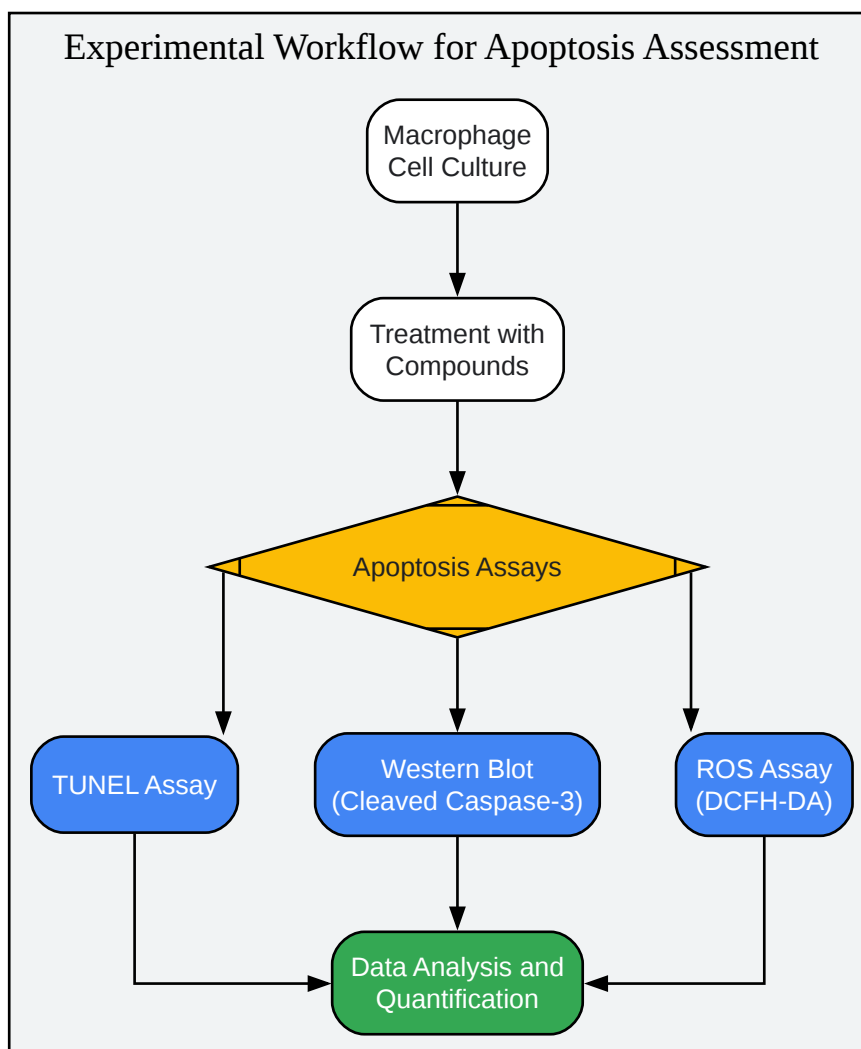 Experimental Workflow for Apoptosis Assessment
Macrophage
Cell Culture
Treatment with
Compounds
Apoptosis Assays
TUNEL Assay
Western Blot
(Cleaved Caspase-3)
ROS Assay
(DCFH-DA)
Data Analysis and
Quantification